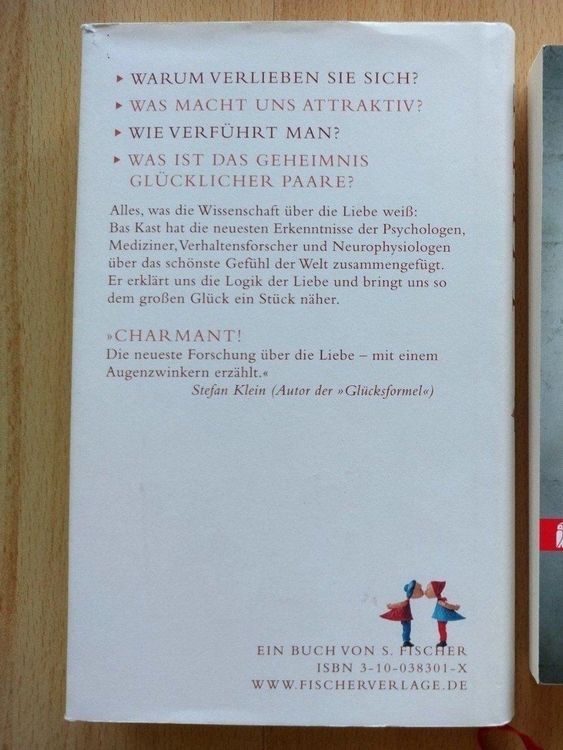 ▸ WARUM VERLIEBEN SIE SICH?
▸ WAS MACHT UNS ATTRAKTIV?
▸ WIE VERFÜHRT MAN?
▸ WAS IST DAS GEHEIMNIS
GLÜCKLICHER PAARE?
Alles, was die Wissenschaft über die Liebe weiß:
Bas Kast hat die neuesten Erkenntnisse der Psychologen,
Mediziner, Verhaltensforscher und Neurophysiologen
über das schönste Gefühl der Welt zusammengefügt.
Er erklärt uns die Logik der Liebe und bringt uns so
dem großen Glück ein Stück näher.
»CHARMANT!
Die neueste Forschung über die Liebe – mit einem
Augenzwinkern erzählt.«
Stefan Klein (Autor der »Glücksformel«)
EIN BUCH VON S. FISCHER
ISBN 3-10-038301-X
WWW.FISCHERVERLAGE.DE